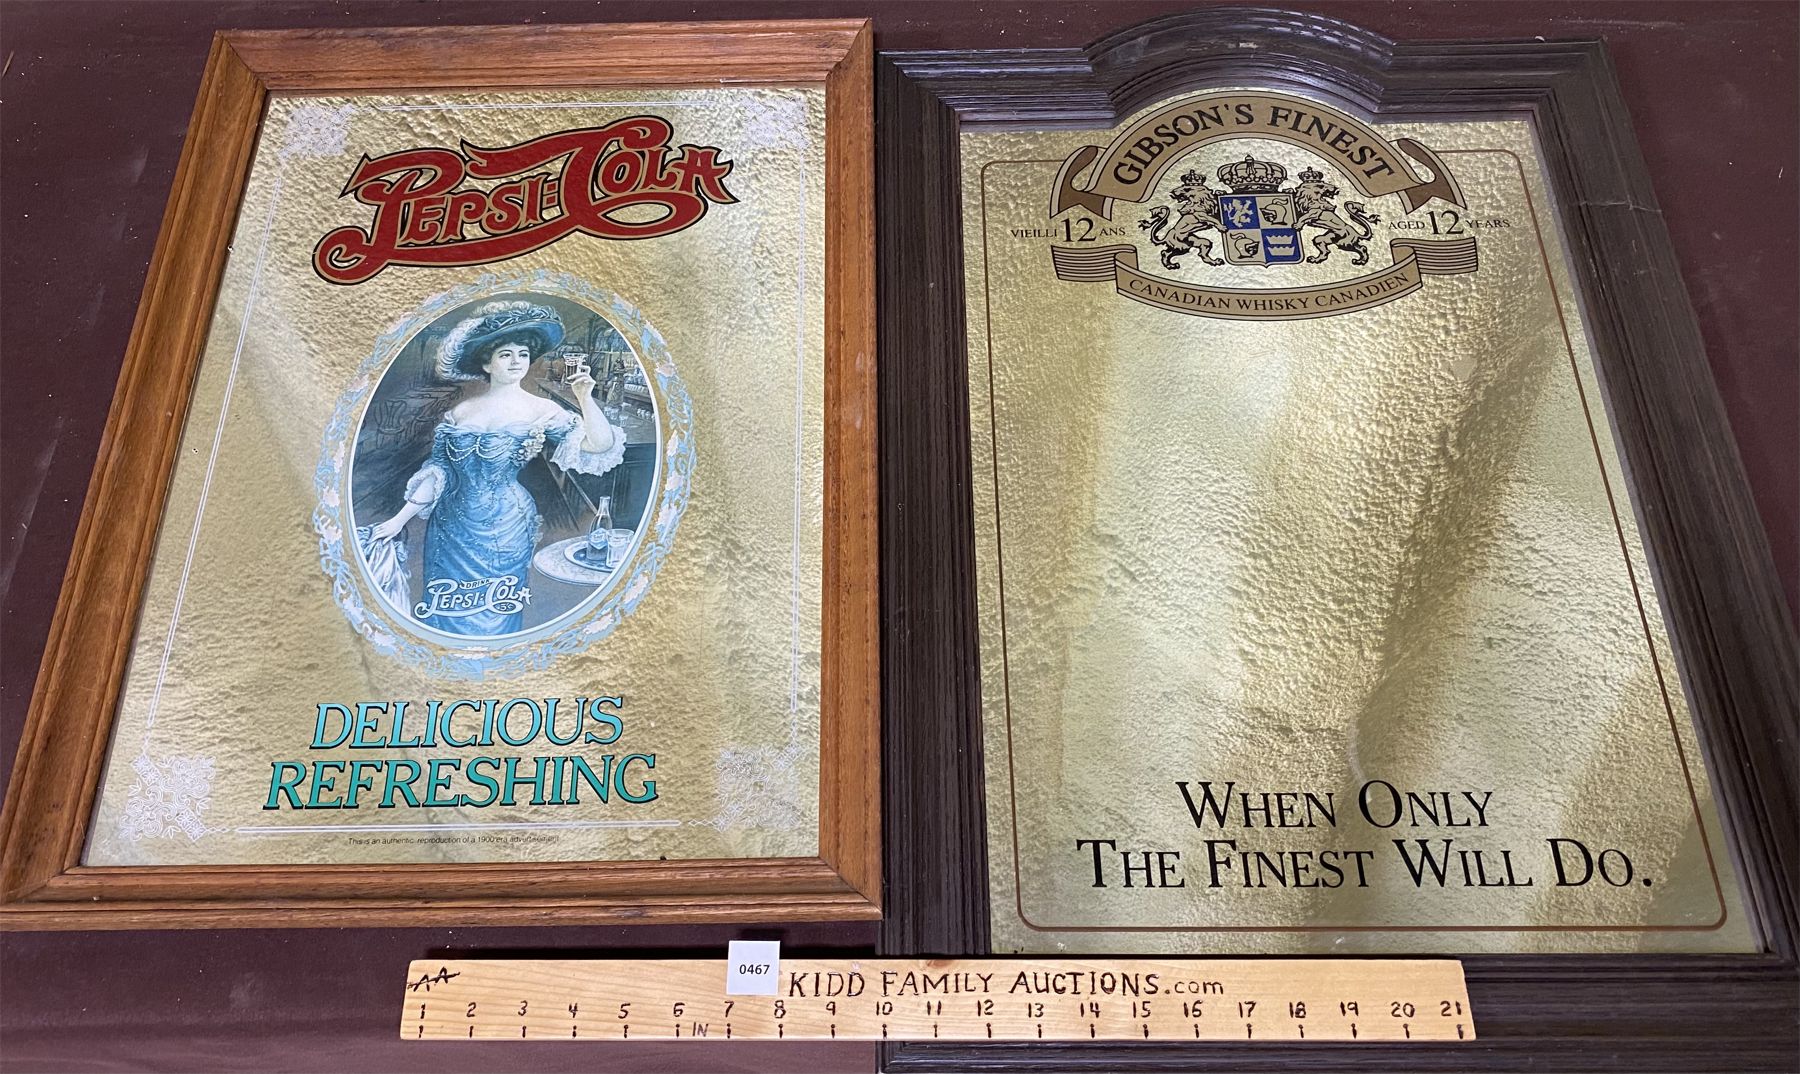 PEPSI:COLA
DRINK
PEPSI:COLA
5¢
DELICIOUS
REFRESHING
This is an authentic reproduction of a 1900 era advertisement
GIBSON'S FINEST
VIEILLI 12 ANS
AGED 12 YEARS
CANADIAN WHISKY CANADIEN
WHEN ONLY
THE FINEST WILL DO.
0467
AA
KIDD FAMILY AUCTIONS.com
1 2 3 4 5 6 7 8 9 10 11 12 13 14 15 16 17 18 19 20 21
IN